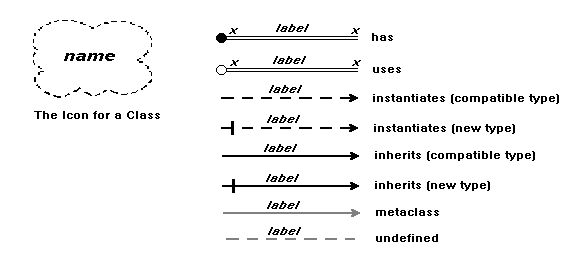 name
The Icon for a Class
x label x has
x label x uses
label instantiates (compatible type)
label instantiates (new type)
label inherits (compatible type)
label inherits (new type)
label metaclass
label undefined